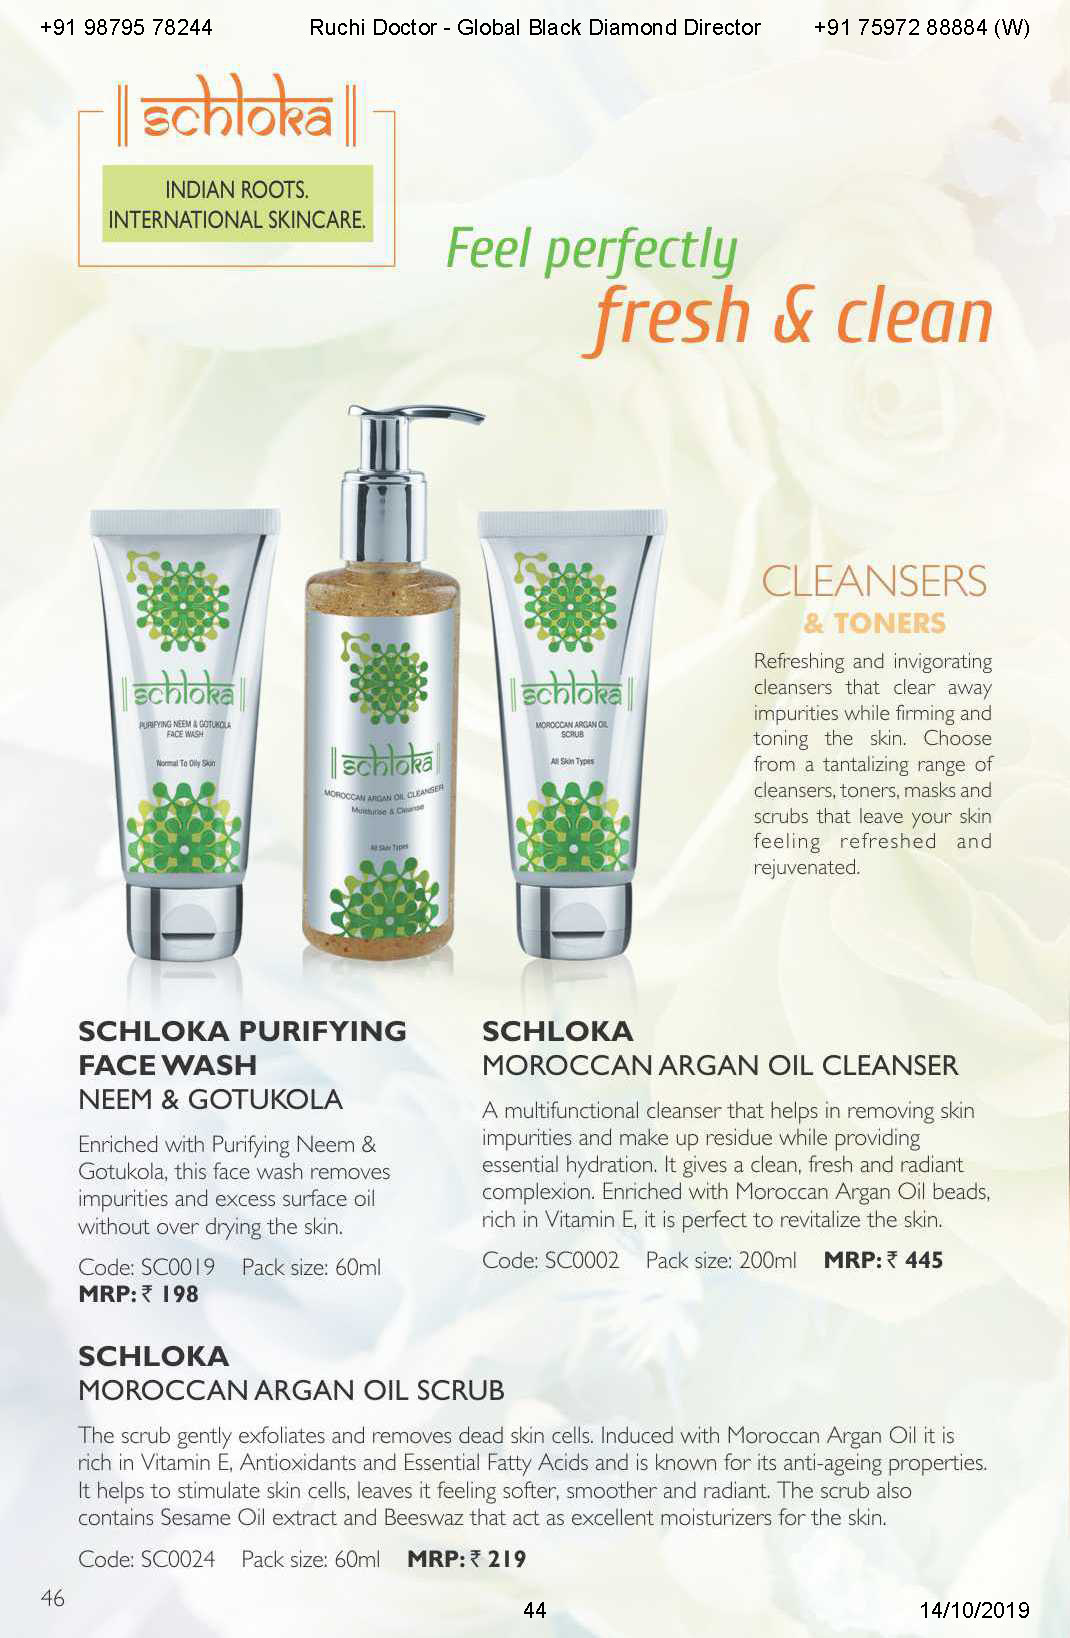 +91 98795 78244 Ruchi Doctor - Global Black Diamond Director +91 75972 88884 (W)
|| schloka ||
INDIAN ROOTS.
INTERNATIONAL SKINCARE.
Feel perfectly
fresh & clean
|| schloka ||
PURIFYING NEEM & GOTUKOLA
FACE WASH
Normal To Oily Skin
|| schloka ||
MOROCCAN ARGAN OIL CLEANSER
Moisturise & Cleanse
All Skin Types
|| schloka ||
MOROCCAN ARGAN OIL
SCRUB
All Skin Types
CLEANSERS
& TONERS
Refreshing and invigorating
cleansers that clear away
impurities while firming and
toning the skin. Choose
from a tantalizing range of
cleansers, toners, masks and
scrubs that leave your skin
feeling refreshed and
rejuvenated.
SCHLOKA PURIFYING
FACE WASH
NEEM & GOTUKOLA
Enriched with Purifying Neem &
Gotukola, this face wash removes
impurities and excess surface oil
without over drying the skin.
Code: SC0019 Pack size: 60ml
MRP: ₹ 198
SCHLOKA
MOROCCAN ARGAN OIL CLEANSER
A multifunctional cleanser that helps in removing skin
impurities and make up residue while providing
essential hydration. It gives a clean, fresh and radiant
complexion. Enriched with Moroccan Argan Oil beads,
rich in Vitamin E, it is perfect to revitalize the skin.
Code: SC0002 Pack size: 200ml MRP: ₹ 445
SCHLOKA
MOROCCAN ARGAN OIL SCRUB
The scrub gently exfoliates and removes dead skin cells. Induced with Moroccan Argan Oil it is
rich in Vitamin E, Antioxidants and Essential Fatty Acids and is known for its anti-ageing properties.
It helps to stimulate skin cells, leaves it feeling softer, smoother and radiant. The scrub also
contains Sesame Oil extract and Beeswaz that act as excellent moisturizers for the skin.
Code: SC0024 Pack size: 60ml MRP: ₹ 219
46
44 14/10/2019